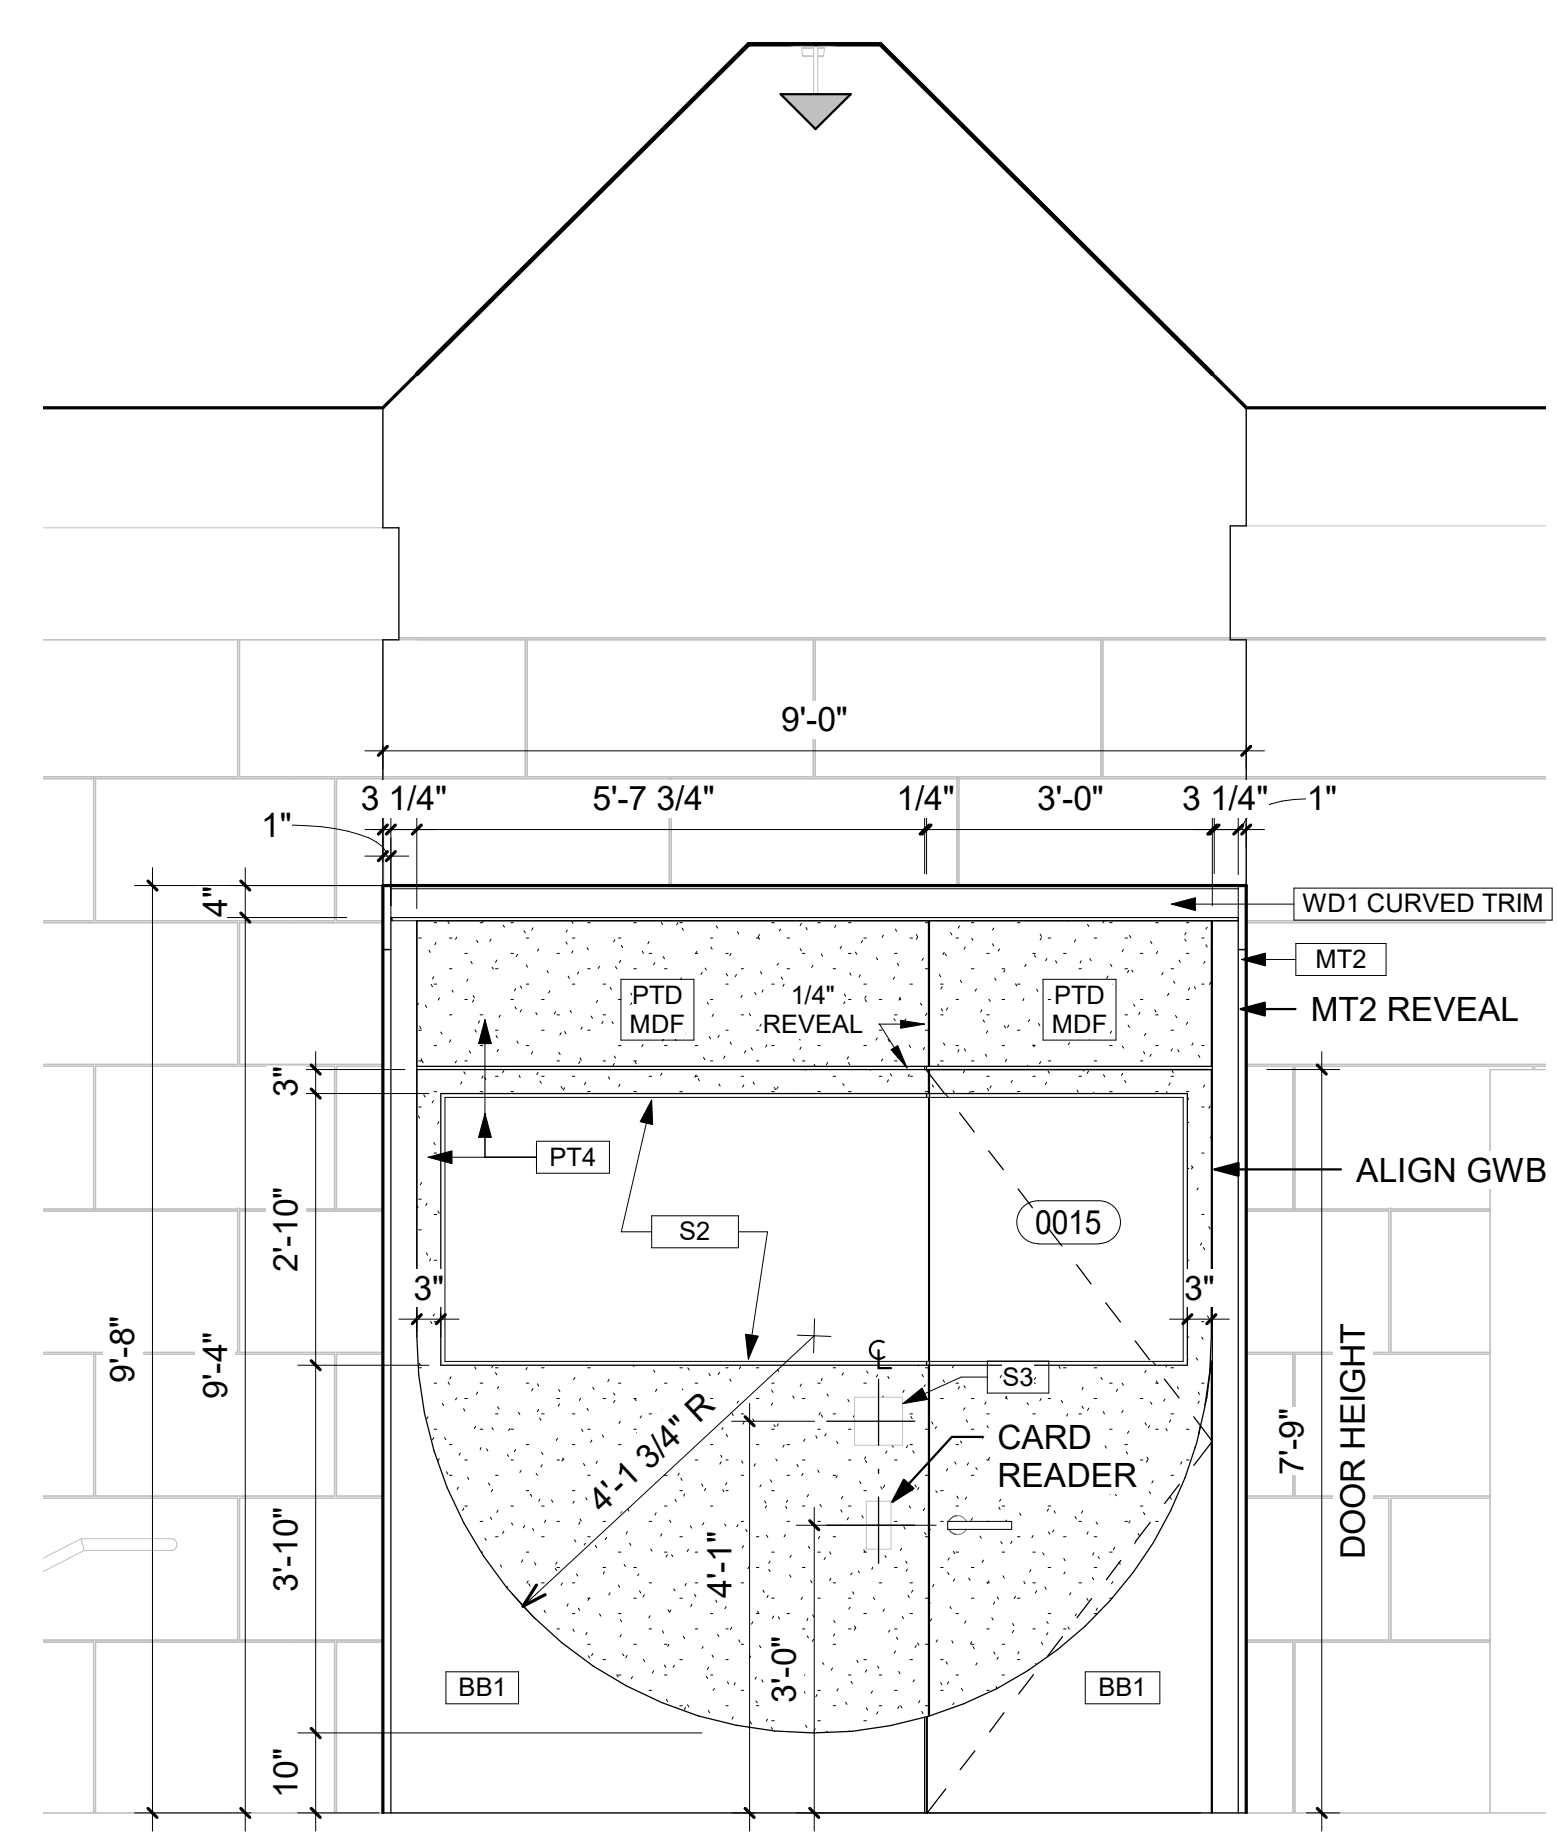 9'-0"
3 1/4"
5'-7 3/4"
1/4"
3'-0"
3 1/4"
1"
1"
4"
WD1 CURVED TRIM
MT2
MT2 REVEAL
PTD
MDF
1/4"
REVEAL
PTD
MDF
3"
PT4
ALIGN GWB
2'-10"
S2
0015
3"
3"
9'-8"
9'-4"
℄
S3
4'-1 3/4" R
CARD
READER
7'-9"
DOOR HEIGHT
3'-10"
4'-1"
3'-0"
BB1
BB1
10"